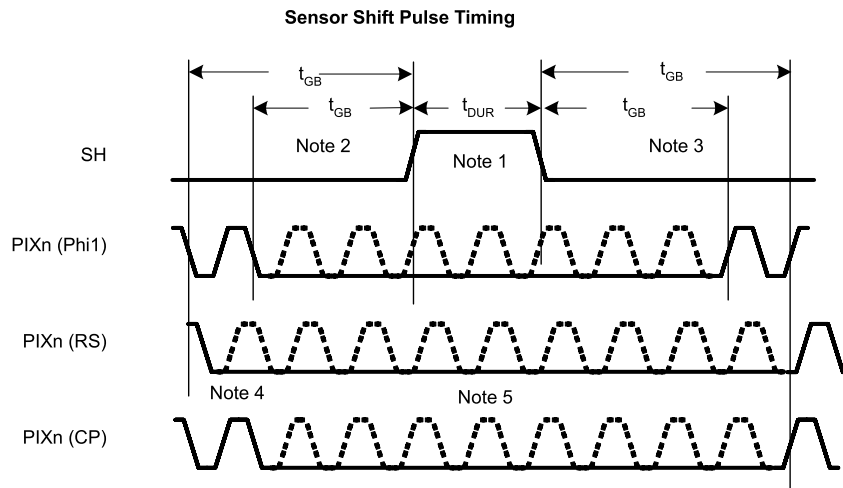 Sensor Shift Pulse Timing
tGB
tGB
tGB
tDUR
tGB
SH
Note 2
Note 1
Note 3
PIXn (Phi1)
PIXn (RS)
Note 4
Note 5
PIXn (CP)